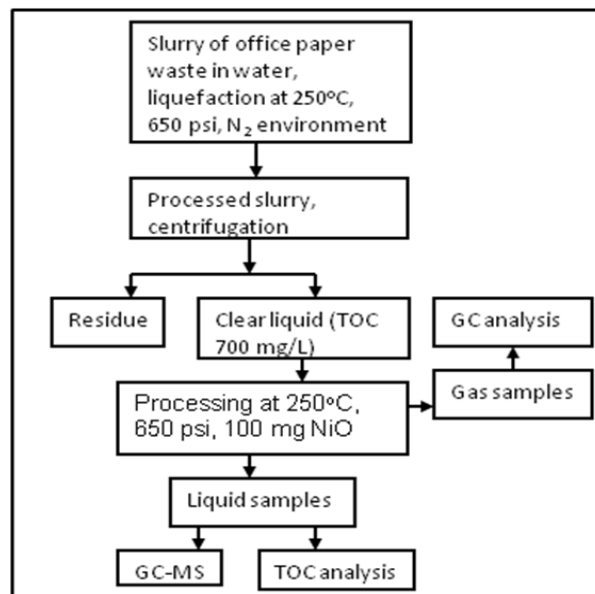 Slurry of office paper
waste in water,
liquefaction at 250°C,
650 psi, N₂ environment
Processed slurry,
centrifugation
Residue
Clear liquid (TOC
700 mg/L)
GC analysis
Processing at 250°C,
650 psi, 100 mg NiO
Gas samples
Liquid samples
GC-MS
TOC analysis